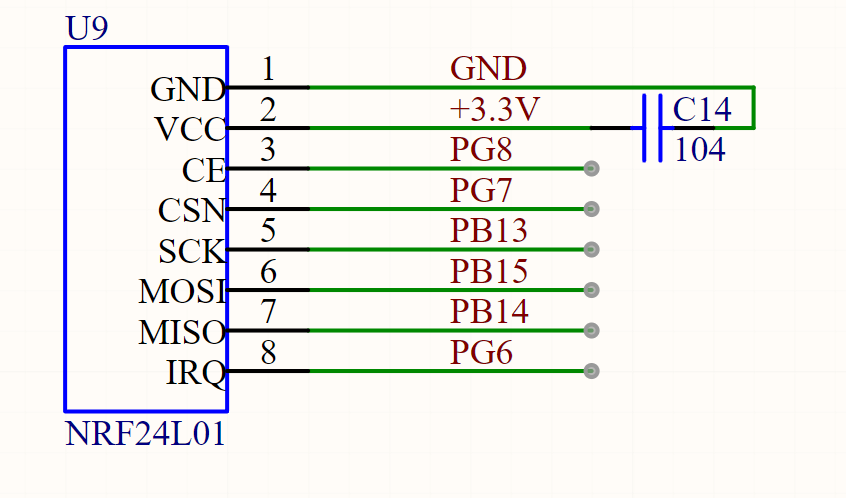 U9
GND 1 GND
VCC 2 +3.3V C14
CE 3 PG8 104
CSN 4 PG7
SCK 5 PB13
MOSI 6 PB15
MISO 7 PB14
IRQ 8 PG6
NRF24L01